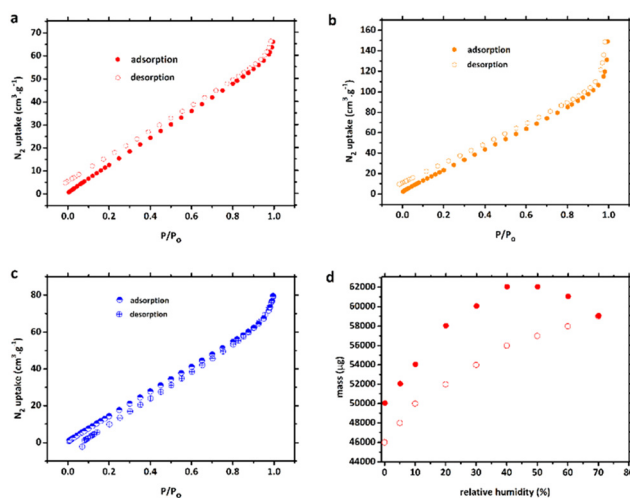 a
70
60
50
40
30
20
10
0
N₂ uptake (cm³·g⁻¹)
adsorption
desorption
0.0 0.2 0.4 0.6 0.8 1.0
P/P₀
b
160
140
120
100
80
60
40
20
0
N₂ uptake (cm³·g⁻¹)
adsorption
desorption
0.0 0.2 0.4 0.6 0.8 1.0
P/P₀
c
80
60
40
20
0
N₂ uptake (cm³·g⁻¹)
adsorption
desorption
0.0 0.2 0.4 0.6 0.8 1.0
P/P₀
d
64000
62000
60000
58000
56000
54000
52000
50000
48000
46000
44000
mass (µg)
0 10 20 30 40 50 60 70 80
relative humidity (%)